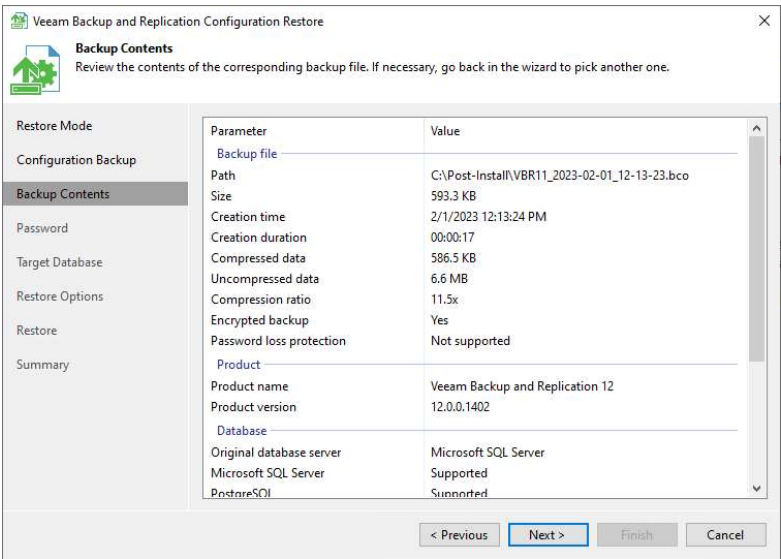 Veeam Backup and Replication Configuration Restore
Backup Contents
Review the contents of the corresponding backup file. If necessary, go back in the wizard to pick another one.
Restore Mode
Configuration Backup
Backup Contents
Password
Target Database
Restore Options
Restore
Summary
Parameter Value
Backup file
Path C:\Post-Install\VBR11_2023-02-01_12-13-23.bco
Size 593.3 KB
Creation time 2/1/2023 12:13:24 PM
Creation duration 00:00:17
Compressed data 586.5 KB
Uncompressed data 6.6 MB
Compression ratio 11.5x
Encrypted backup Yes
Password loss protection Not supported
Product
Product name Veeam Backup and Replication 12
Product version 12.0.0.1402
Database
Original database server Microsoft SQL Server
Microsoft SQL Server Supported
PostgreSQL Supported
< Previous Next > Finish Cancel